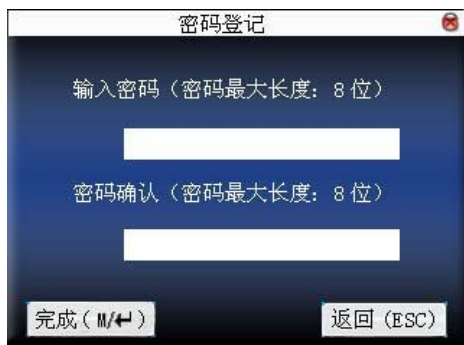 密码登记
输入密码（密码最大长度：8位）
密码确认（密码最大长度：8位）
完成(M/↵) 返回(ESC)